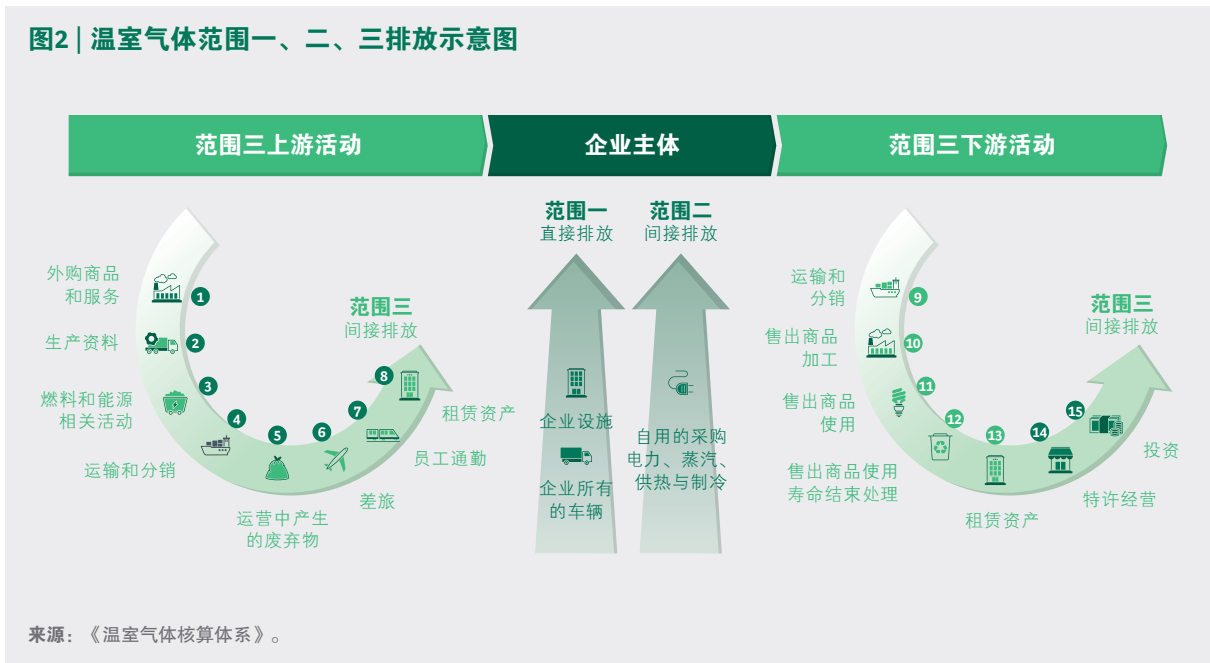 图2 | 温室气体范围一、二、三排放示意图
范围三上游活动
企业主体
范围三下游活动
外购商品
和服务
1
生产资料
2
燃料和能源
相关活动
3
运输和分销
4
运营中产生
的废弃物
5
差旅
6
员工通勤
7
租赁资产
8
范围三
间接排放
范围一
直接排放
企业设施
企业所有
的车辆
范围二
间接排放
自用的采购
电力、蒸汽、
供热与制冷
运输和
分销
9
售出商品
加工
10
售出商品
使用
11
售出商品使用
寿命结束处理
12
租赁资产
13
特许经营
14
投资
15
范围三
间接排放
来源：《温室气体核算体系》。